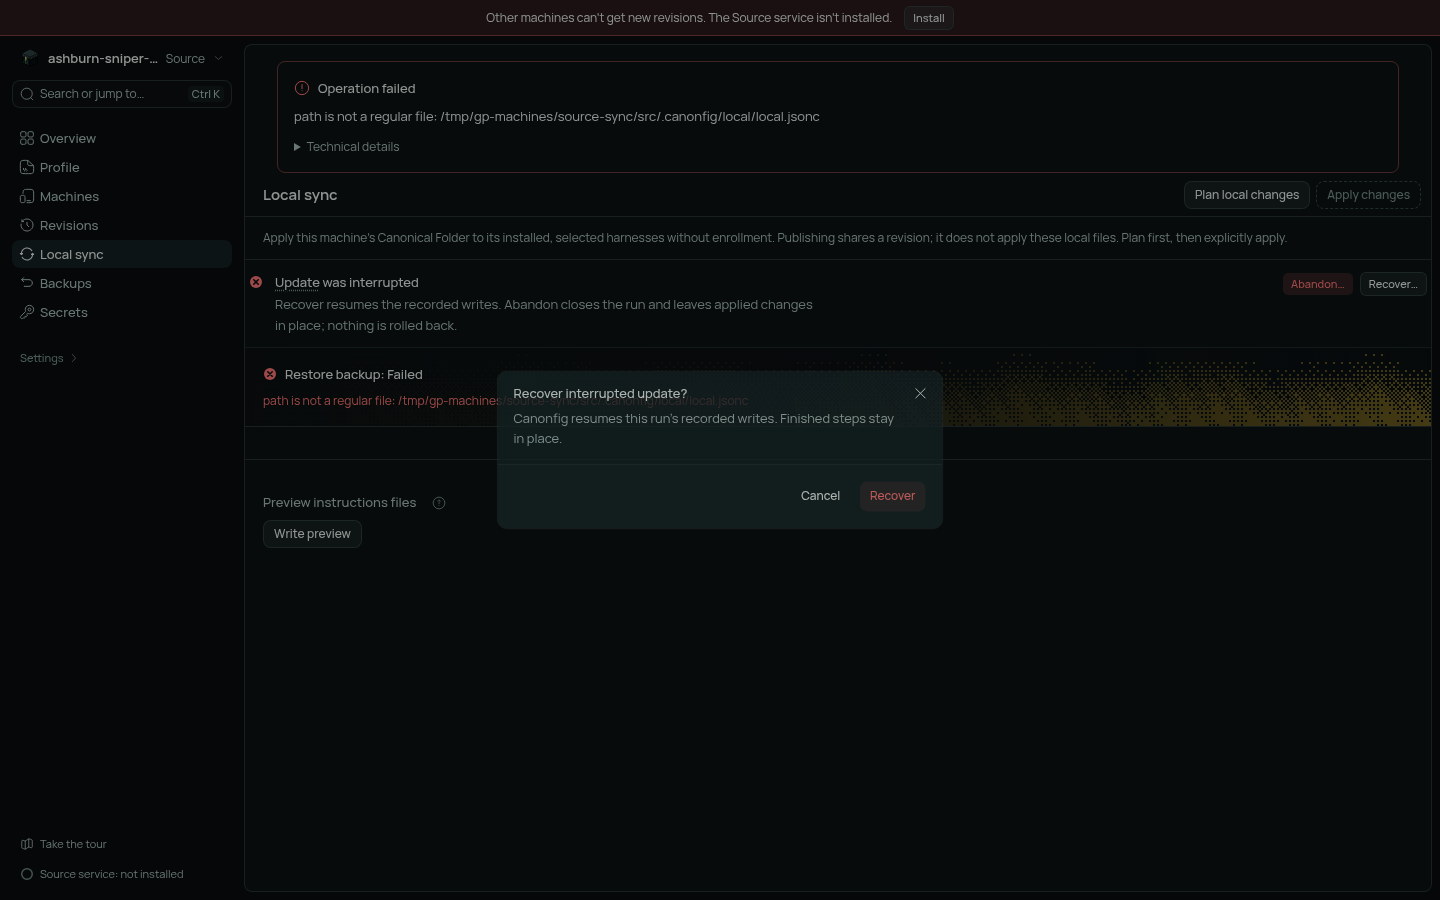 Other machines can't get new revisions. The Source service isn't installed.
Install
ashburn-sniper-...
Source
Search or jump to...
Ctrl K
Overview
Profile
Machines
Revisions
Local sync
Backups
Secrets
Settings
Take the tour
Source service: not installed
Operation failed
path is not a regular file: /tmp/gp-machines/source-sync/src/.canonfig/local/local.jsonc
Technical details
Local sync
Plan local changes
Apply changes
Apply this machine's Canonical Folder to its installed, selected harnesses without enrollment. Publishing shares a revision; it does not apply these local files. Plan first, then explicitly apply.
Update was interrupted
Abandon...
Recover...
Recover resumes the recorded writes. Abandon closes the run and leaves applied changes
in place; nothing is rolled back.
Restore backup: Failed
path is not a regular file: /tmp/gp-machines/source-sync/src/.canonfig/local/local.jsonc
Recover interrupted update?
Canonfig resumes this run's recorded writes. Finished steps stay
in place.
Cancel
Recover
Preview instructions files
Write preview